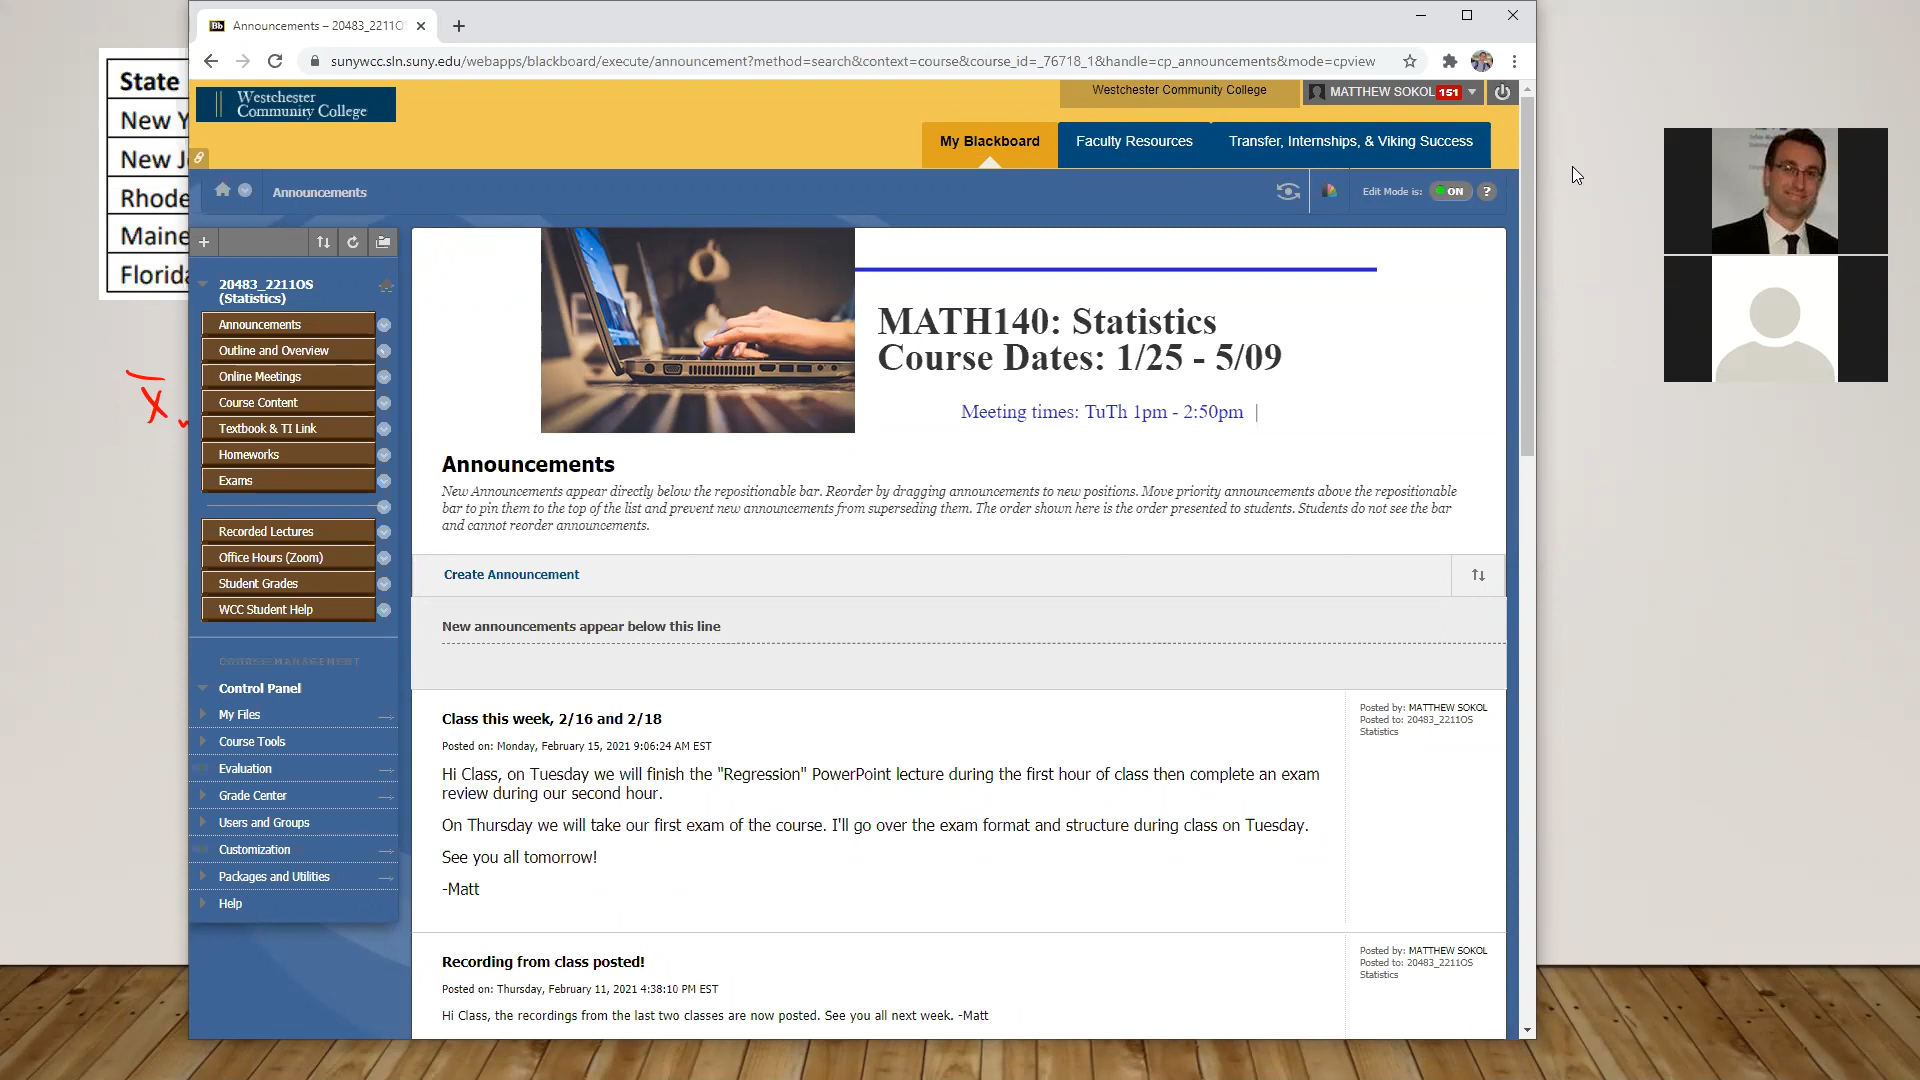 Announcements – 20483_2211O
sunywcc.sln.suny.edu/webapps/blackboard/execute/announcement?method=search&context=course&course_id=_76718_1&handle=cp_announcements&mode=cpview
State
New Y
New J
Rhode
Maine
Florida
x
Westchester
Community College
Westchester Community College
MATTHEW SOKOL 151
My Blackboard
Faculty Resources
Transfer, Internships, & Viking Success
Announcements
Edit Mode is: ON ?
20483_2211OS
(Statistics)
Announcements
Outline and Overview
Online Meetings
Course Content
Textbook & TI Link
Homeworks
Exams
Recorded Lectures
Office Hours (Zoom)
Student Grades
WCC Student Help
COURSE MANAGEMENT
Control Panel
My Files
Course Tools
Evaluation
Grade Center
Users and Groups
Customization
Packages and Utilities
Help
MATH140: Statistics
Course Dates: 1/25 - 5/09
Meeting times: TuTh 1pm - 2:50pm |
Announcements
New Announcements appear directly below the repositionable bar. Reorder by dragging announcements to new positions. Move priority announcements above the repositionable
bar to pin them to the top of the list and prevent new announcements from superseding them. The order shown here is the order presented to students. Students do not see the bar
and cannot reorder announcements.
Create Announcement
New announcements appear below this line
Class this week, 2/16 and 2/18
Posted on: Monday, February 15, 2021 9:06:24 AM EST
Hi Class, on Tuesday we will finish the "Regression" PowerPoint lecture during the first hour of class then complete an exam
review during our second hour.
On Thursday we will take our first exam of the course. I'll go over the exam format and structure during class on Tuesday.
See you all tomorrow!
-Matt
Posted by: MATTHEW SOKOL
Posted to: 20483_2211OS
Statistics
Recording from class posted!
Posted on: Thursday, February 11, 2021 4:38:10 PM EST
Hi Class, the recordings from the last two classes are now posted. See you all next week. -Matt
Posted by: MATTHEW SOKOL
Posted to: 20483_2211OS
Statistics